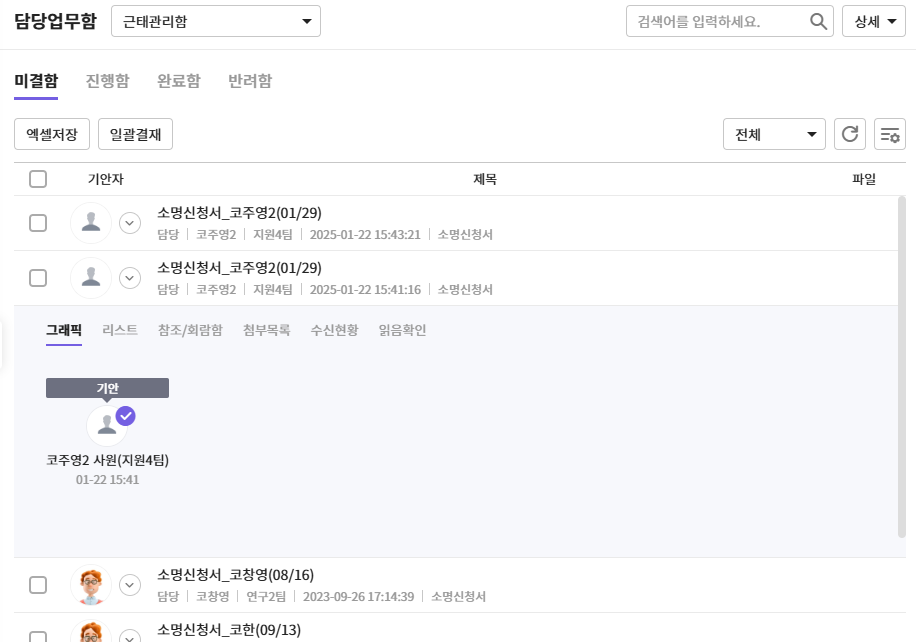 담당업무함 근태관리함 검색어를 입력하세요. 상세
미결함 진행함 완료함 반려함
엑셀저장 일괄결재 전체
기안자 제목 파일
소명신청서_코주영2(01/29)
담당 코주영2 지원4팀 2025-01-22 15:43:21 소명신청서
소명신청서_코주영2(01/29)
담당 코주영2 지원4팀 2025-01-22 15:41:16 소명신청서
그래픽 리스트 참조/회람함 첨부목록 수신현황 읽음확인
기안
코주영2 사원(지원4팀)
01-22 15:41
소명신청서_코창영(08/16)
담당 코창영 연구2팀 2023-09-26 17:14:39 소명신청서
소명신청서_코한(09/13)